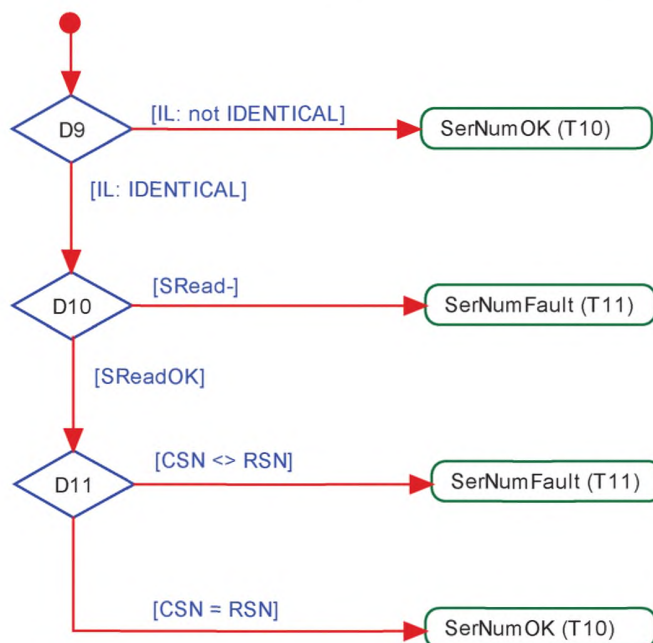 [IL: not IDENTICAL]
D9
SerNumOK (T10)
[IL: IDENTICAL]
[SRead-]
D10
SerNumFault (T11)
[SReadOK]
[CSN <> RSN]
D11
SerNumFault (T11)
[CSN = RSN]
SerNumOK (T10)